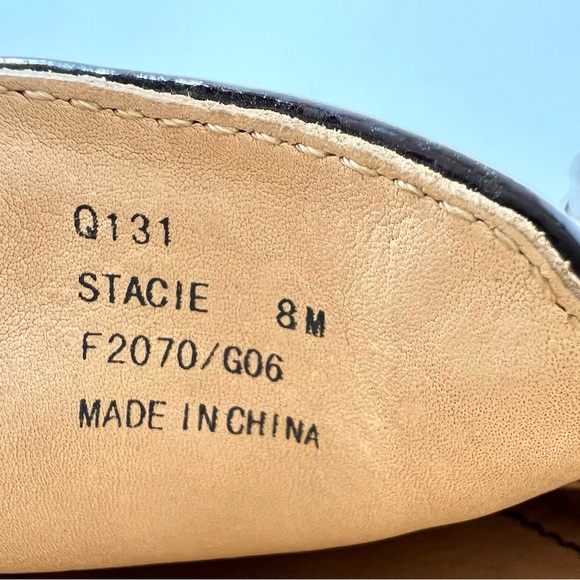 Q131
STACIE 8M
F2070/G06
MADE IN CHINA